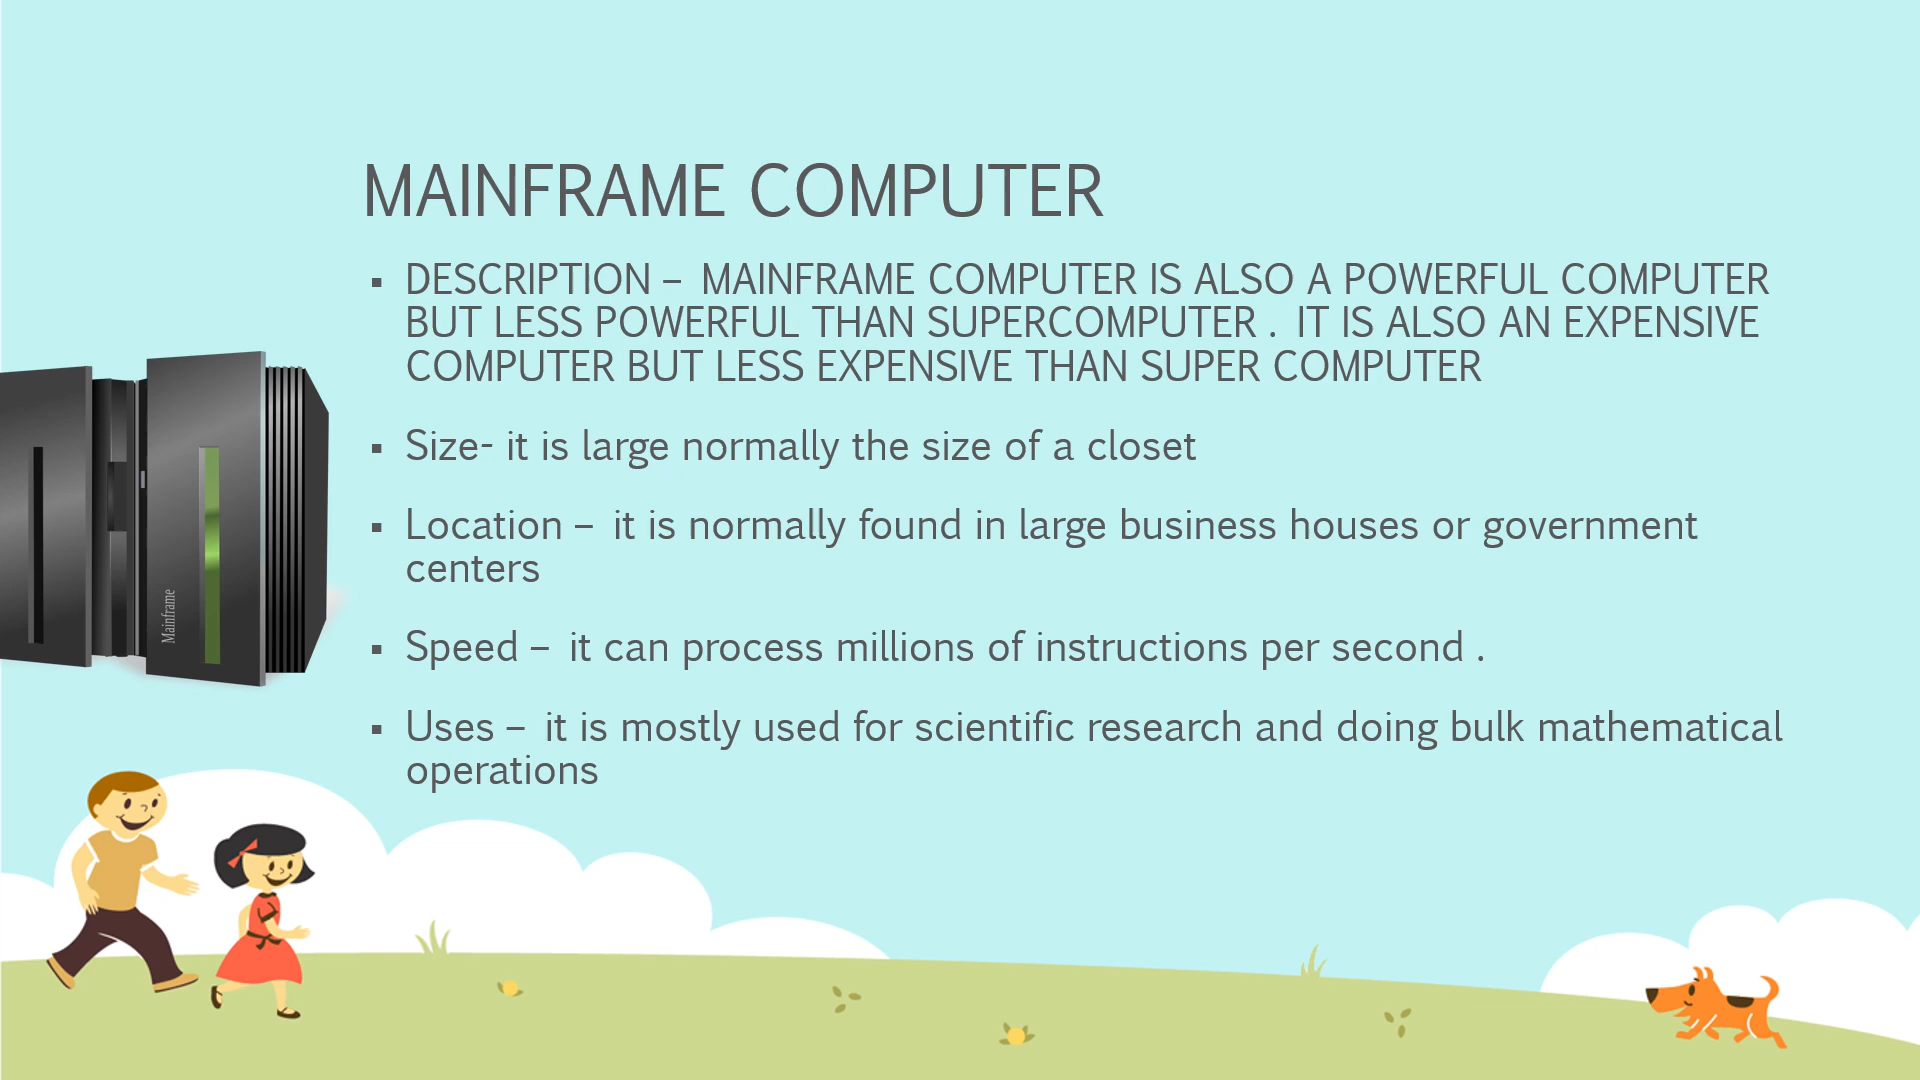 MAINFRAME COMPUTER
▪ DESCRIPTION – MAINFRAME COMPUTER IS ALSO A POWERFUL COMPUTER
BUT LESS POWERFUL THAN SUPERCOMPUTER . IT IS ALSO AN EXPENSIVE
COMPUTER BUT LESS EXPENSIVE THAN SUPER COMPUTER
▪ Size- it is large normally the size of a closet
▪ Location – it is normally found in large business houses or government
centers
▪ Speed – it can process millions of instructions per second .
▪ Uses – it is mostly used for scientific research and doing bulk mathematical
operations
Mainframe